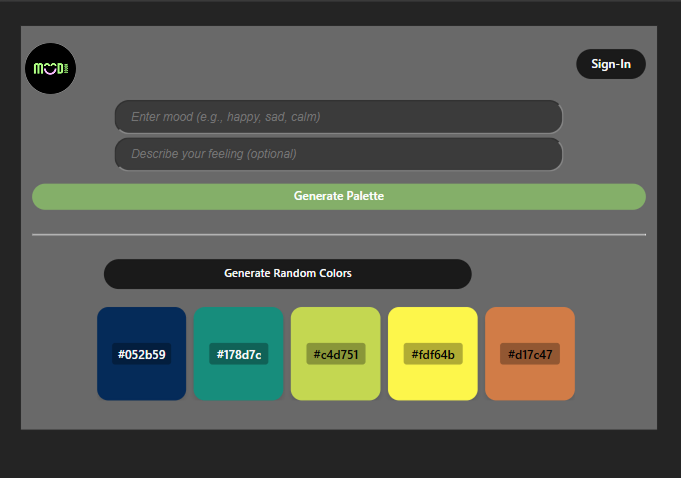 Sign-In
Enter mood (e.g., happy, sad, calm)
Describe your feeling (optional)
Generate Palette
Generate Random Colors
#052b59
#178d7c
#c4d751
#fdf64b
#d17c47